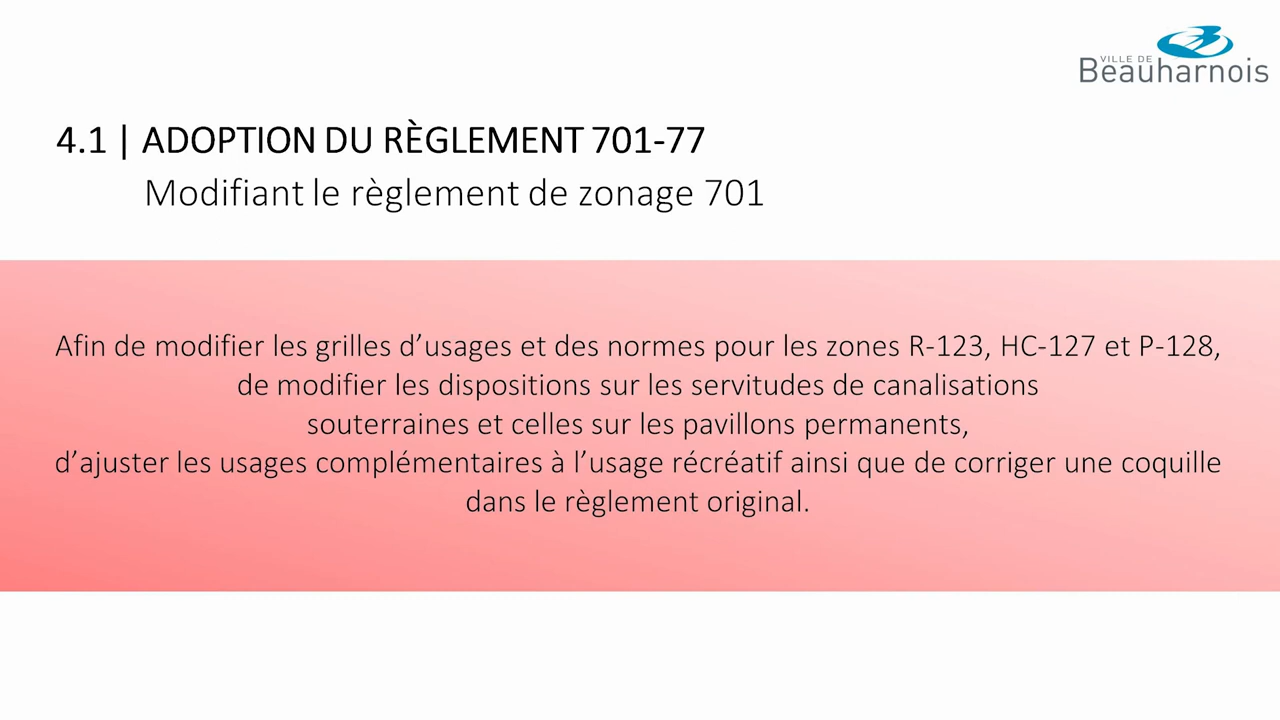 VILLE DE
Beauharnois
4.1 | ADOPTION DU RÈGLEMENT 701-77
Modifiant le règlement de zonage 701
Afin de modifier les grilles d’usages et des normes pour les zones R-123, HC-127 et P-128,
de modifier les dispositions sur les servitudes de canalisations
souterraines et celles sur les pavillons permanents,
d’ajuster les usages complémentaires à l’usage récréatif ainsi que de corriger une coquille
dans le règlement original.